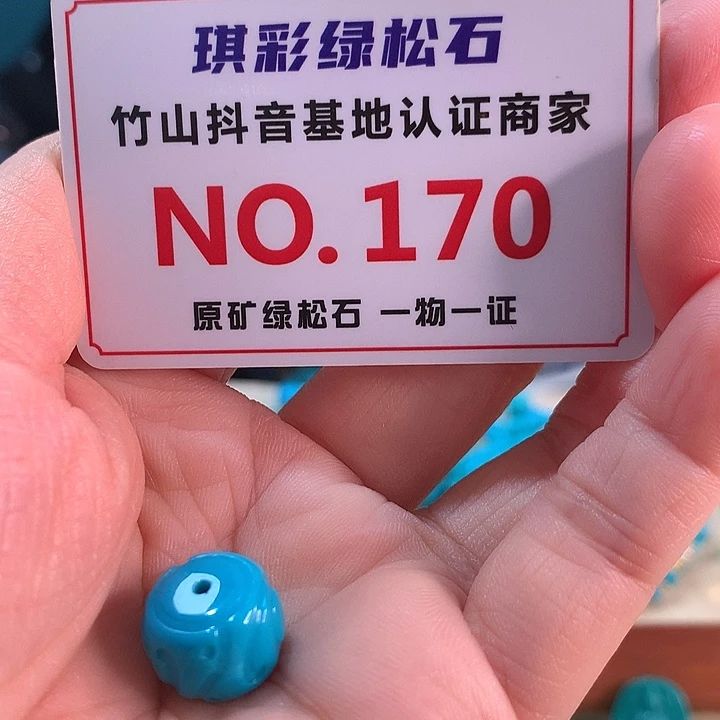 琪彩绿松石
竹山抖音基地认证商家
NO.170
原矿绿松石 一物一证